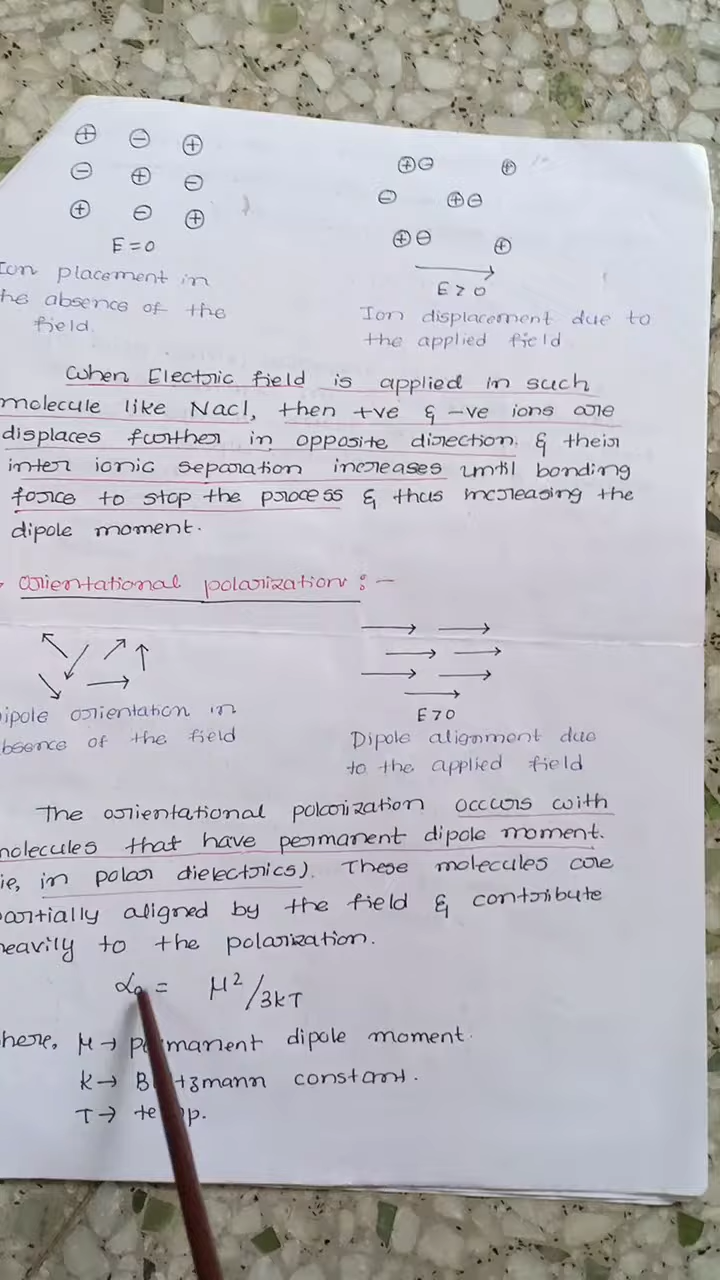 ⊕ ⊖ ⊕
⊖ ⊕ ⊖
⊕ ⊖ ⊕
E = 0
Ion placement in
he absence of the
field.
⊕⊖ ⊕
⊖ ⊕⊖
⊕⊖ ⊕
E > 0
Ion displacement due to
the applied field
When Electric field is applied in such
molecule like Nacl, then +ve & -ve ions are
displaces further in opposite direction. & their
inter ionic separation increases until bonding
force to stop the process & thus increasing the
dipole moment.
Orientational polarization :-
ipole orientation in
bsence of the field
E > 0
Dipole alignment due
to the applied field
The orientational polarization occurs with
nolecules that have permanent dipole moment.
ie, in polar dielectrics). These molecules are
partially aligned by the field & contribute
heavily to the polarization.
= μ²/3kT
here, μ → permanent dipole moment.
k → constant.
T →